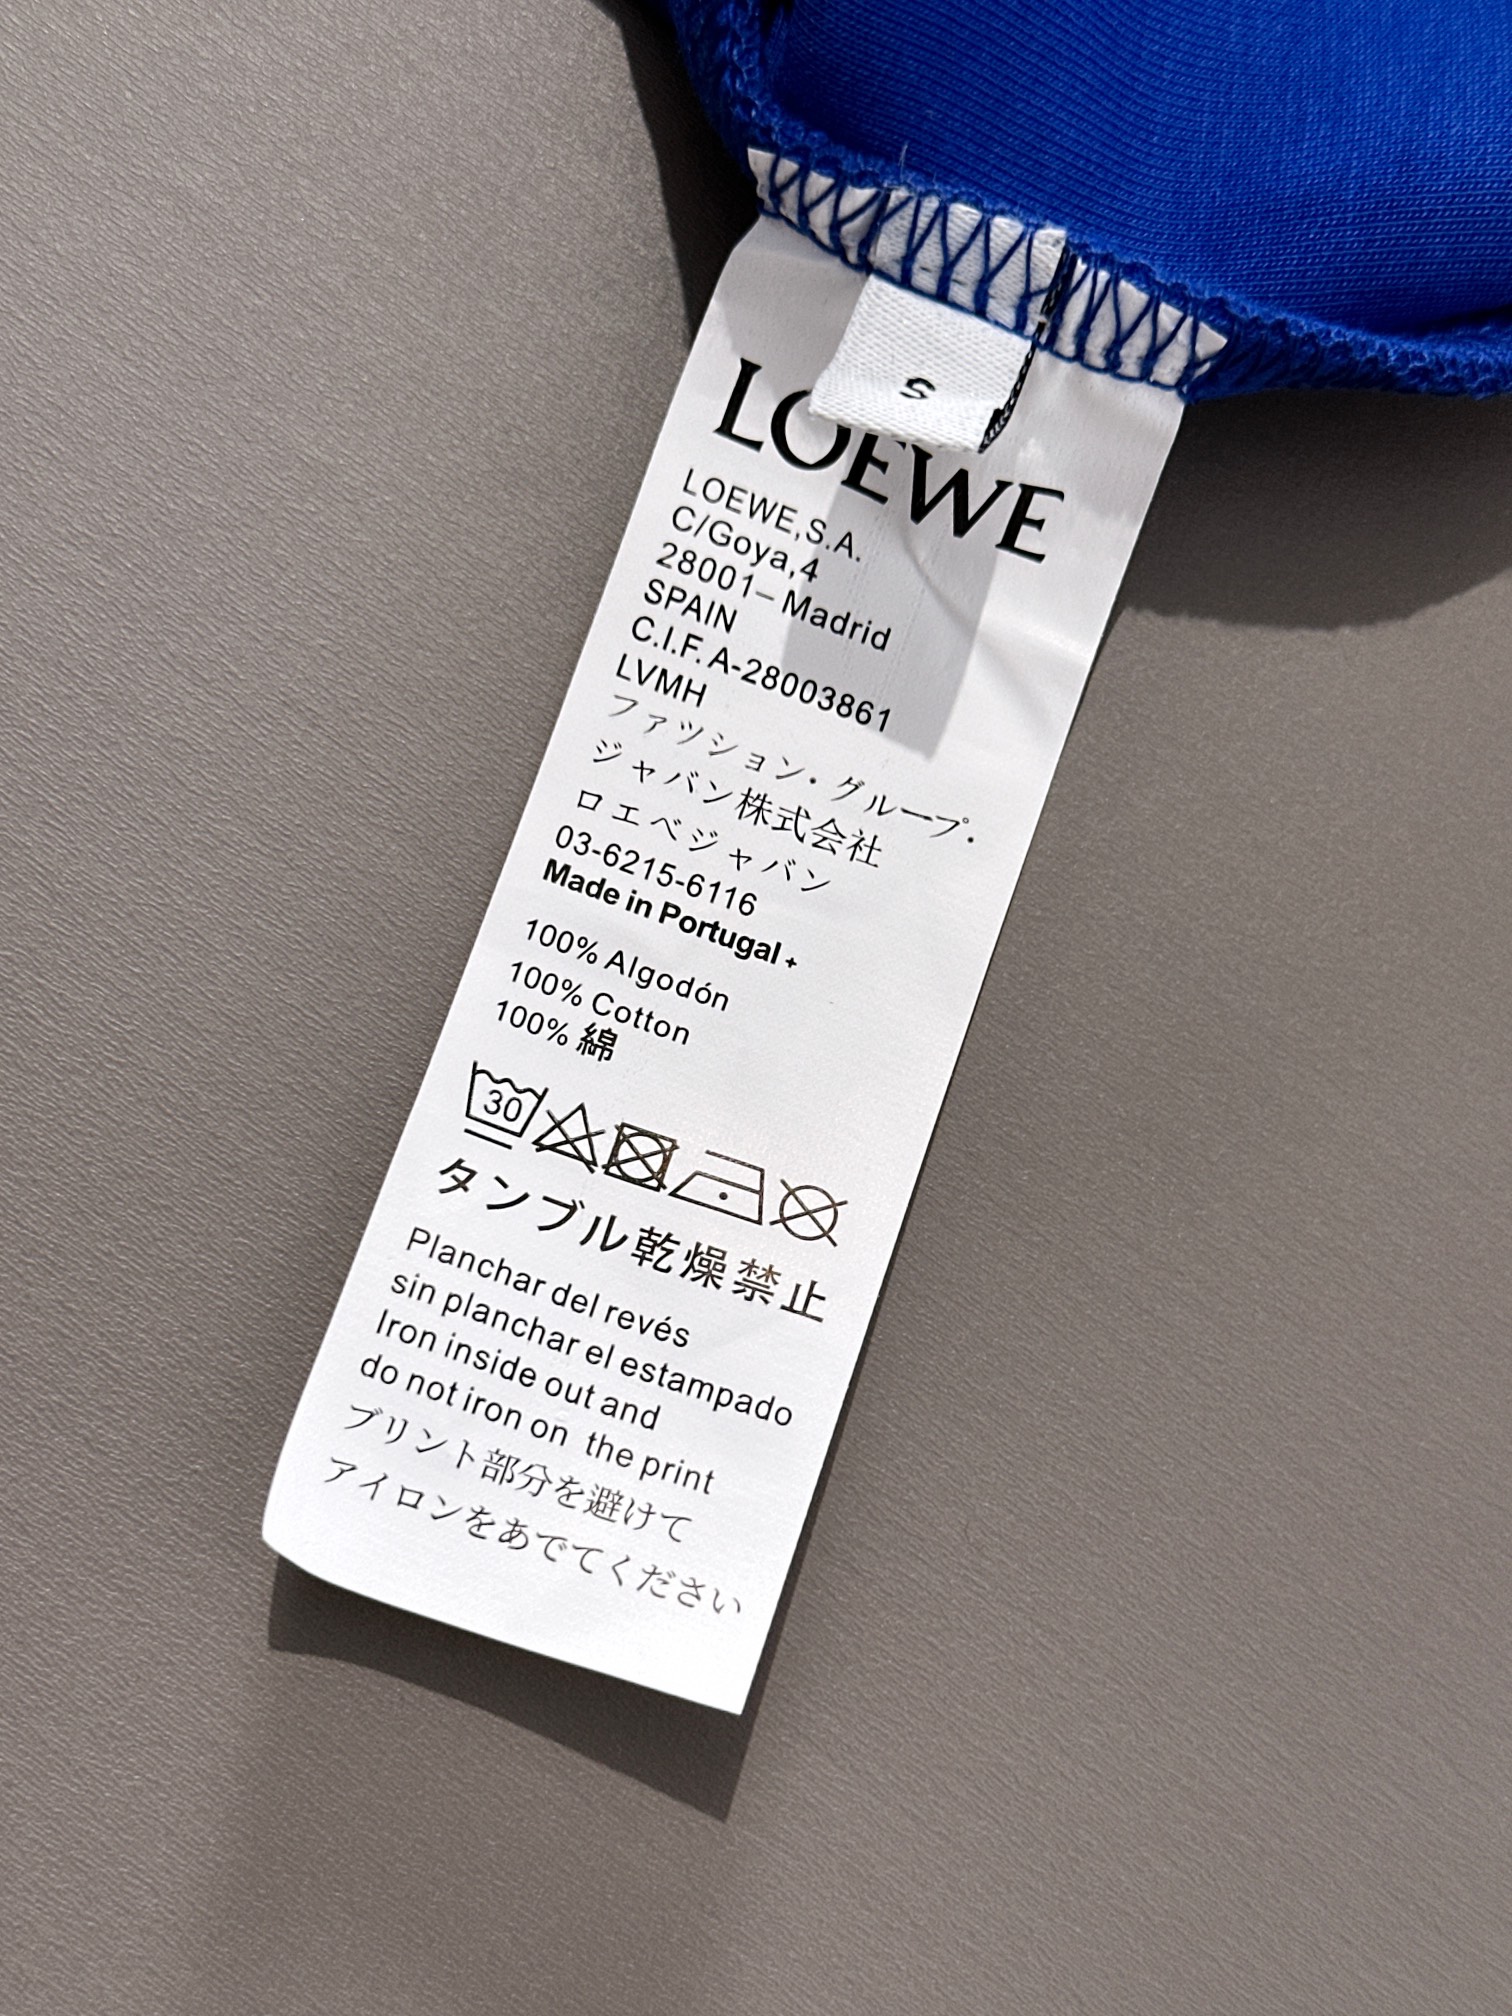 S
LOEWE
LOEWE,S.A.
C/Goya,4
28001– Madrid
SPAIN
C.I.F. A-28003861
LVMH
ファッション・グループ・
ジャバン株式会社
ロエベジャバン
03-6215-6116
Made in Portugal+
100% Algodón
100% Cotton
100% 綿
30
タンブル乾燥禁止
Planchar del revés
sin planchar el estampado
Iron inside out and
do not iron on the print
ブリント部分を避けて
アイロンをあでてください